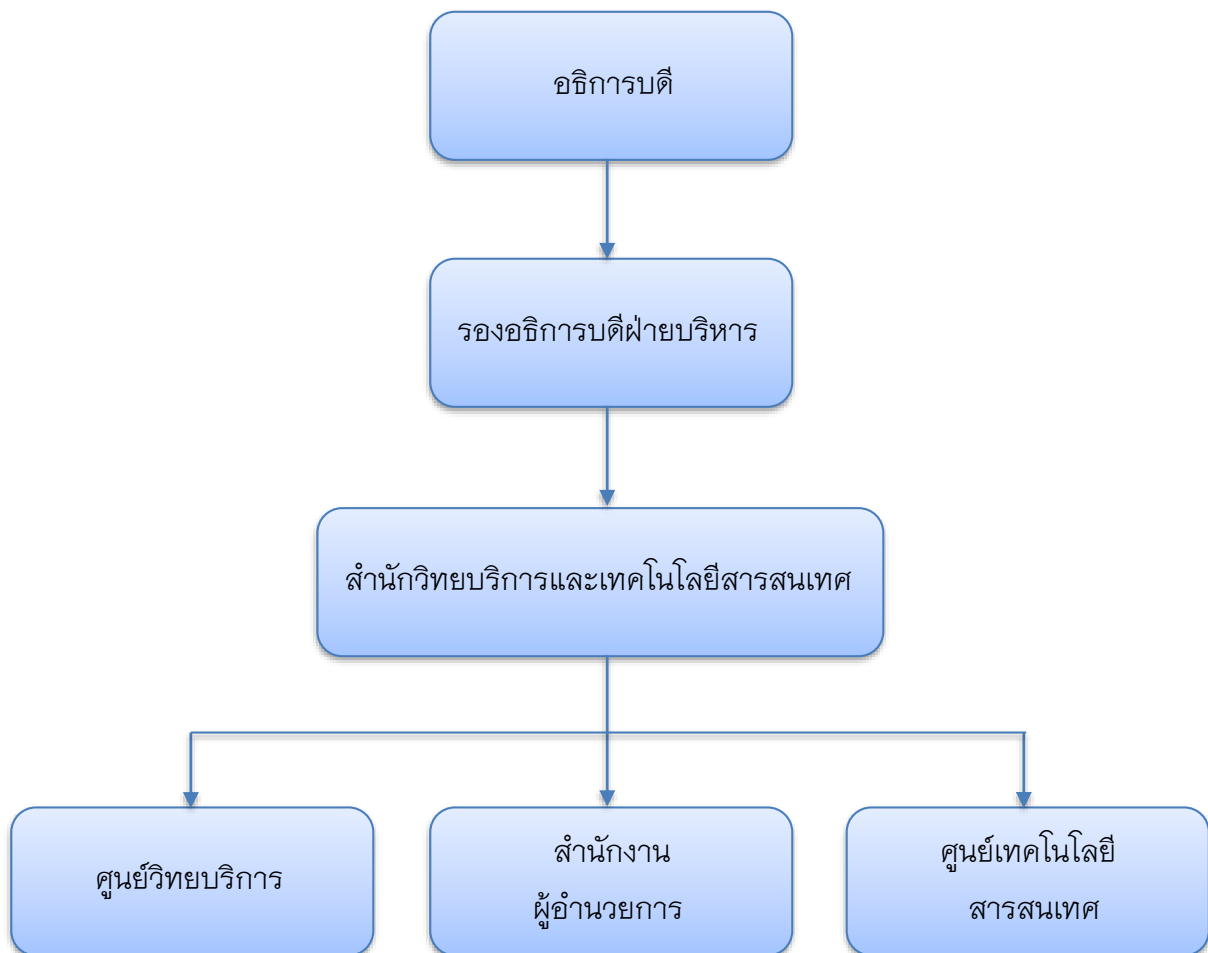 อธิการบดี
รองอธิการบดีฝ่ายบริหาร
สำนักวิทยบริการและเทคโนโลยีสารสนเทศ
ศูนย์วิทยบริการ
สำนักงาน
ผู้อำนวยการ
ศูนย์เทคโนโลยี
สารสนเทศ